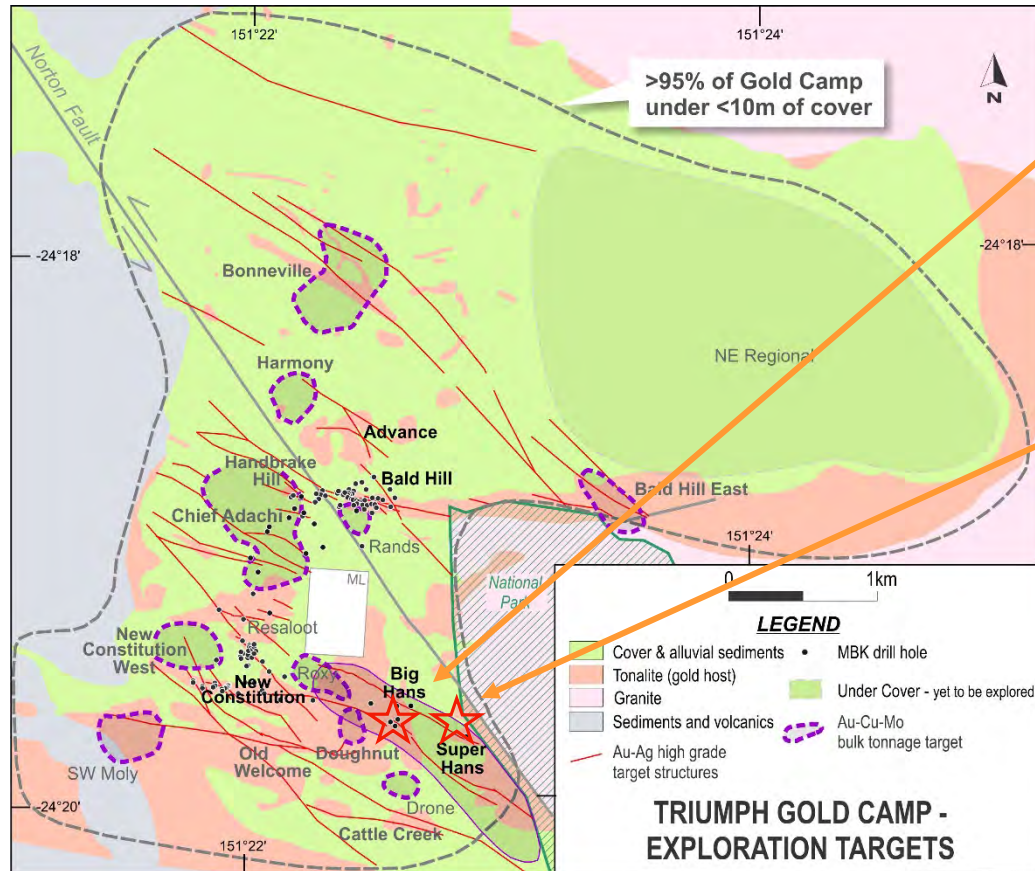 151°22'
151°24'
Norton Fault
>95% of Gold Camp
under <10m of cover
N
-24°18'
-24°18'
Bonneville
NE Regional
Harmony
Advance
Handbrake
Hill
Bald Hill
Bald Hill East
Chief Adachi
Rands
151°24'
ML
National
Park
0
1km
LEGEND
Cover & alluvial sediments
MBK drill hole
Tonalite (gold host)
Under Cover - yet to be explored
Granite
Sediments and volcanics
Au-Cu-Mo
bulk tonnage target
Au-Ag high grade
target structures
Resaloot
New
Constitution
West
Roxy
Big
Hans
New
Constitution
Old
Welcome
Doughnut
Super
Hans
SW Moly
Drone
-24°20'
Cattle Creek
151°22'
TRIUMPH GOLD CAMP -
EXPLORATION TARGETS